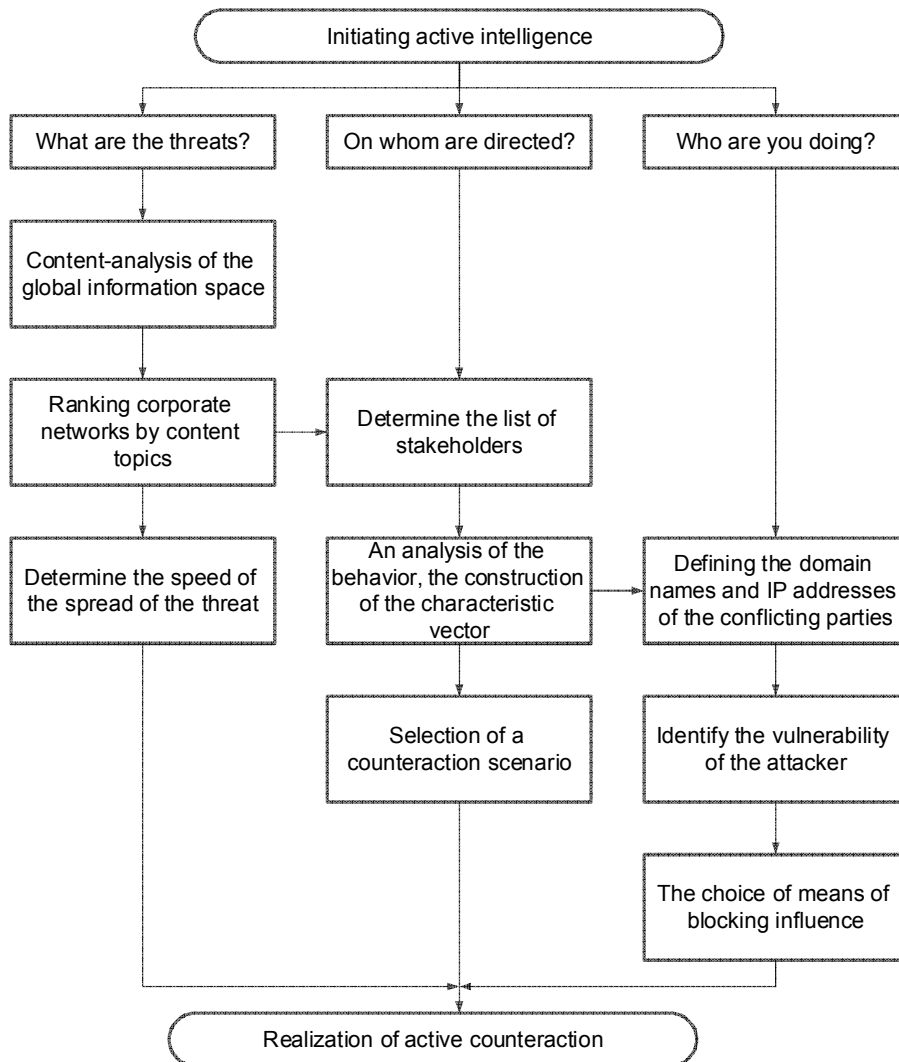 Initiating active intelligence
What are the threats?
On whom are directed?
Who are you doing?
Content-analysis of the
global information space
Ranking corporate
networks by content
topics
Determine the list of
stakeholders
Determine the speed of
the spread of the threat
An analysis of the
behavior, the construction
of the characteristic
vector
Defining the domain
names and IP addresses
of the conflicting parties
Selection of a
counteraction scenario
Identify the vulnerability
of the attacker
The choice of means of
blocking influence
Realization of active counteraction